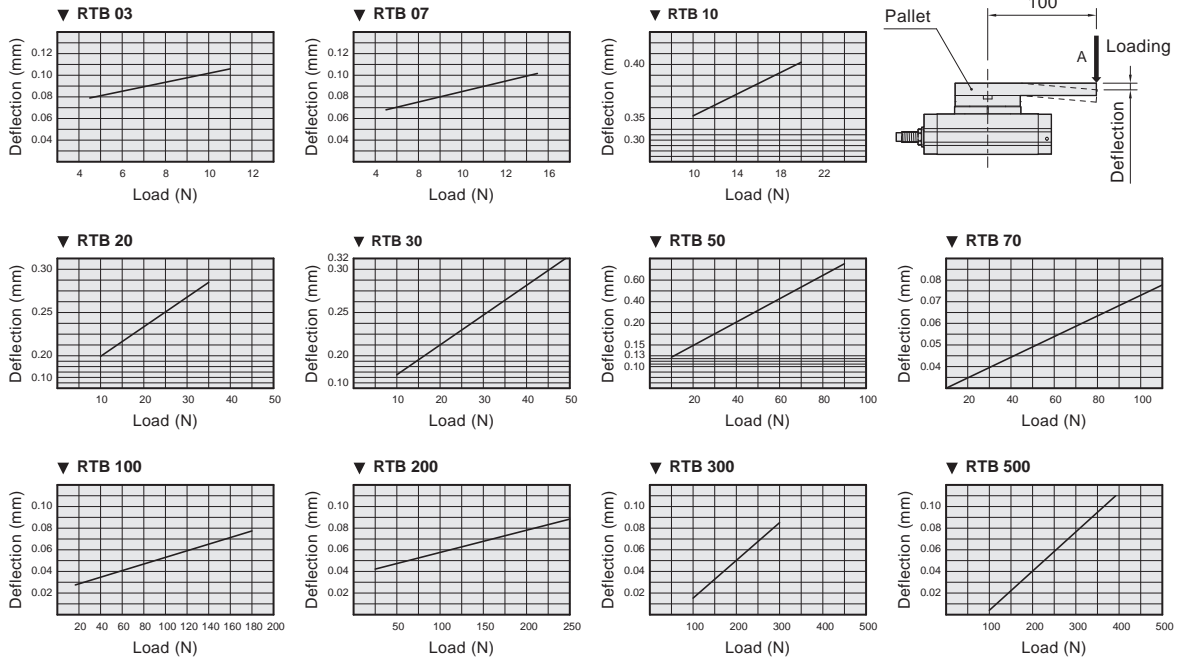 ▼ RTB 03
Deflection (mm)
0.12
0.10
0.08
0.04
4 6 8 10 12
Load (N)
▼ RTB 07
Deflection (mm)
0.12
0.10
0.08
0.04
4 8 12 16
Load (N)
▼ RTB 10
Deflection (mm)
0.40
0.35
0.30
10 14 18 22
Load (N)
100
Pallet
A
Loading
Deflection
▼ RTB 20
Deflection (mm)
0.30
0.25
0.20
0.10
10 20 30 40 50
Load (N)
▼ RTB 30
Deflection (mm)
0.32
0.30
0.20
0.10
10 20 30 40 50
Load (N)
▼ RTB 50
Deflection (mm)
0.60
0.40
0.20
0.15
0.13
0.10
20 40 60 80 100
Load (N)
▼ RTB 70
Deflection (mm)
0.08
0.07
0.06
0.05
0.04
20 40 60 80 100
Load (N)
▼ RTB 100
Deflection (mm)
0.10
0.08
0.06
0.04
0.02
20 40 60 80 100 120 140 160 180 200
Load (N)
▼ RTB 200
Deflection (mm)
0.10
0.08
0.06
0.04
0.02
50 100 150 200 250
Load (N)
▼ RTB 300
Deflection (mm)
0.10
0.08
0.06
0.04
0.02
100 200 300 400 500
Load (N)
▼ RTB 500
Deflection (mm)
0.10
0.08
0.06
0.04
0.02
100 200 300 400 500
Load (N)